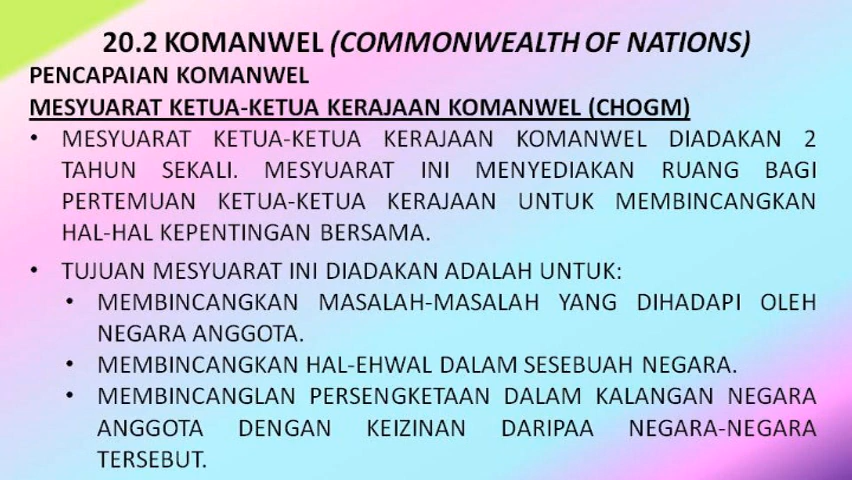 20.2 KOMANWEL (COMMONWEALTH OF NATIONS)
PENCAPAIAN KOMANWEL
MESYUARAT KETUA-KETUA KERAJAAN KOMANWEL (CHOGM)
• MESYUARAT KETUA-KETUA KERAJAAN KOMANWEL DIADAKAN 2
TAHUN SEKALI. MESYUARAT INI MENYEDIAKAN RUANG BAGI
PERTEMUAN KETUA-KETUA KERAJAAN UNTUK MEMBINCANGKAN
HAL-HAL KEPENTINGAN BERSAMA.
• TUJUAN MESYUARAT INI DIADAKAN ADALAH UNTUK:
• MEMBINCANGKAN MASALAH-MASALAH YANG DIHADAPI OLEH
NEGARA ANGGOTA.
• MEMBINCANGKAN HAL-EHWAL DALAM SESEBUAH NEGARA.
• MEMBINCANGLAN PERSENGKETAAN DALAM KALANGAN NEGARA
ANGGOTA DENGAN KEIZINAN DARIPAA NEGARA-NEGARA
TERSEBUT.